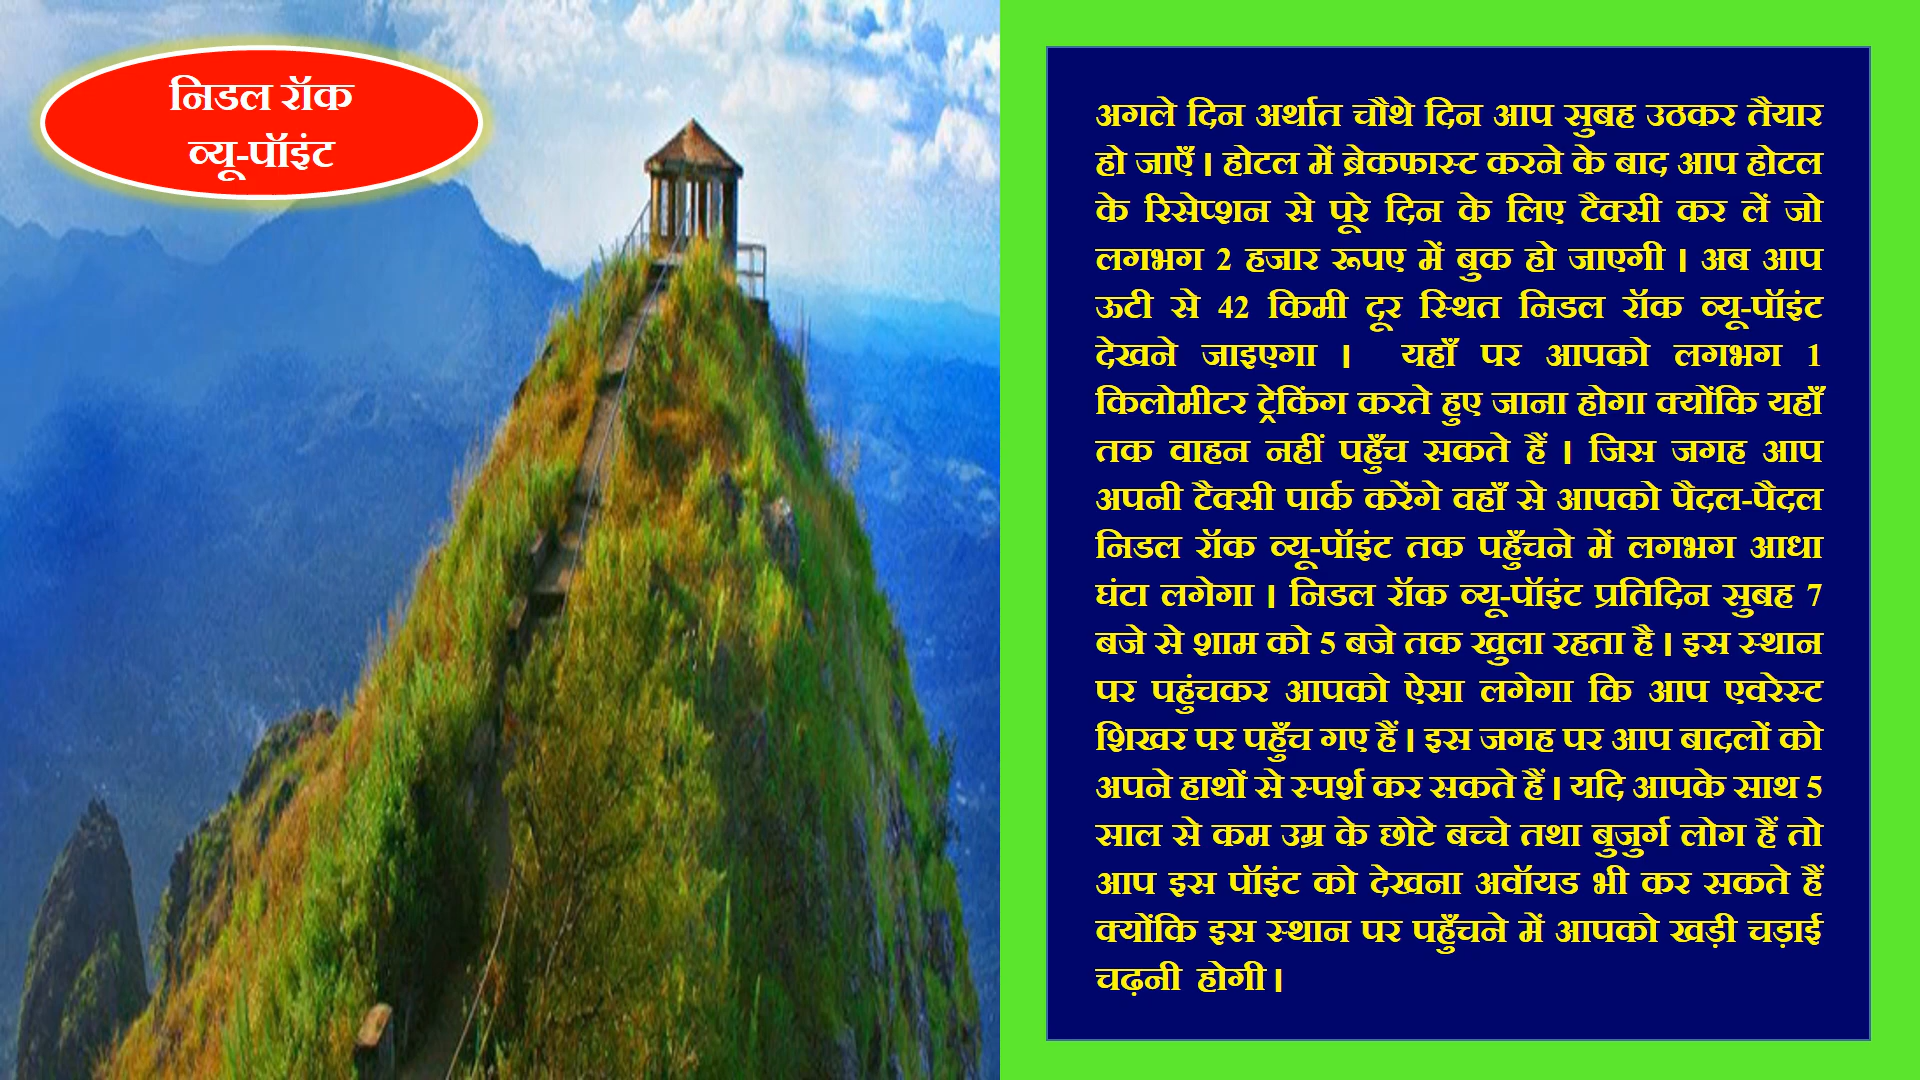 निडल रॉक
व्यू-पॉइंट
अगले दिन अर्थात चौथे दिन आप सुबह उठकर तैयार
हो जाएँ । होटल में ब्रेकफास्ट करने के बाद आप होटल
के रिसेप्शन से पूरे दिन के लिए टैक्सी कर लें जो
लगभग 2 हजार रूपए में बुक हो जाएगी । अब आप
ऊटी से 42 किमी दूर स्थित निडल रॉक व्यू-पॉइंट
देखने जाइएगा । यहाँ पर आपको लगभग 1
किलोमीटर ट्रेकिंग करते हुए जाना होगा क्योंकि यहाँ
तक वाहन नहीं पहुँच सकते हैं । जिस जगह आप
अपनी टैक्सी पार्क करेंगे वहाँ से आपको पैदल-पैदल
निडल रॉक व्यू-पॉइंट तक पहुँचने में लगभग आधा
घंटा लगेगा । निडल रॉक व्यू-पॉइंट प्रतिदिन सुबह 7
बजे से शाम को 5 बजे तक खुला रहता है । इस स्थान
पर पहुंचकर आपको ऐसा लगेगा कि आप एवरेस्ट
शिखर पर पहुँच गए हैं । इस जगह पर आप बादलों को
अपने हाथों से स्पर्श कर सकते हैं । यदि आपके साथ 5
साल से कम उम्र के छोटे बच्चे तथा बुजुर्ग लोग हैं तो
आप इस पॉइंट को देखना अवॉयड भी कर सकते हैं
क्योंकि इस स्थान पर पहुँचने में आपको खड़ी चड़ाई
चढ़नी होगी ।